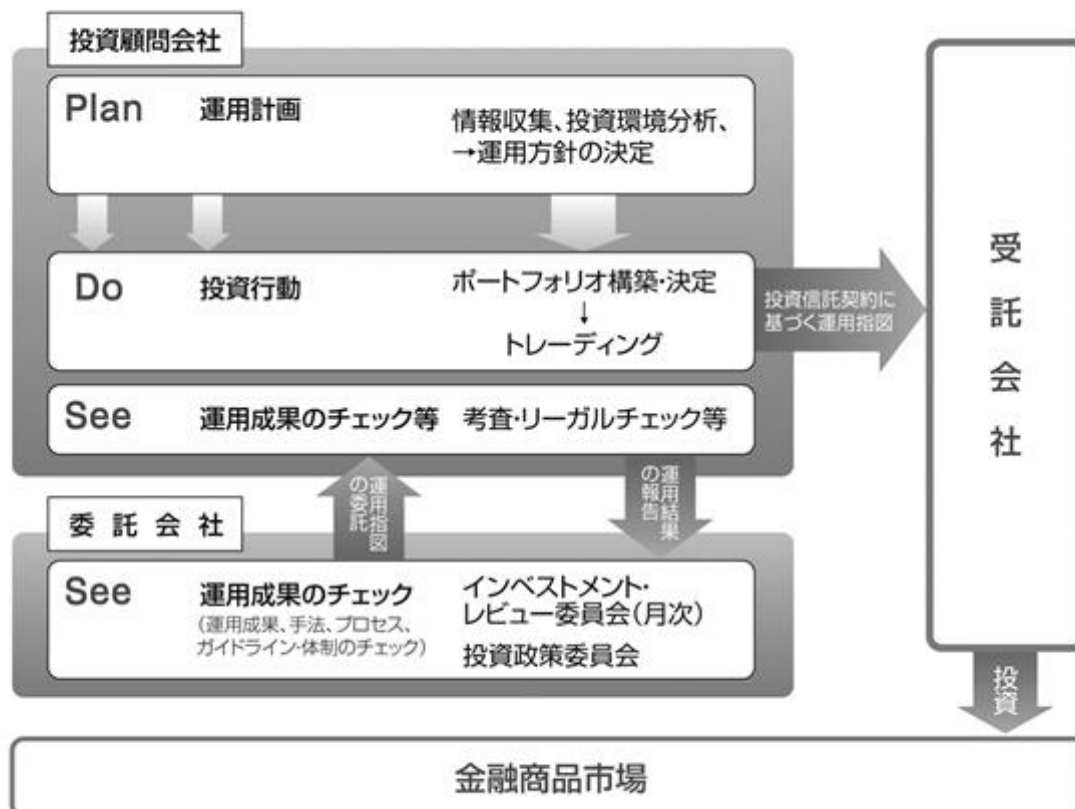 投資顧問会社
Plan 運用計画 情報収集、投資環境分析、
→運用方針の決定
Do 投資行動 ポートフォリオ構築・決定
↓
トレーディング
投資信託契約に
基づく運用指図
See 運用成果のチェック等 考査・リーガルチェック等
運用指図
の委託
運用結果
の報告
委託会社
See 運用成果のチェック
(運用成果、手法、プロセス、
ガイドライン・体制のチェック)
インベストメント・
レビュー委員会(月次)
投資政策委員会
受託会社
投資
金融商品市場